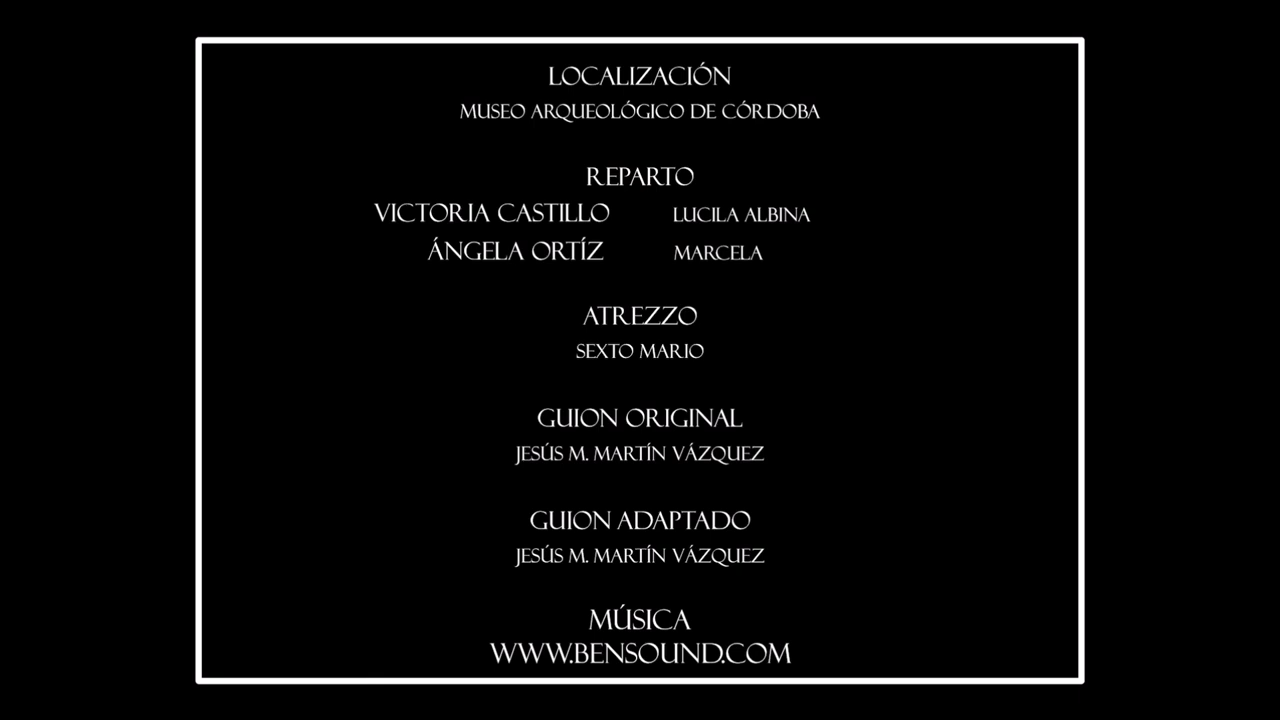 LOCALIZACIÓN
MUSEO ARQUEOLÓGICO DE CÓRDOBA
REPARTO
VICTORIA CASTILLO LUCILA ALBINA
ÁNGELA ORTÍZ MARCELA
ATREZZO
SEXTO MARIO
GUION ORIGINAL
JESÚS M. MARTÍN VÁZQUEZ
GUION ADAPTADO
JESÚS M. MARTÍN VÁZQUEZ
MÚSICA
WWW.BENSOUND.COM